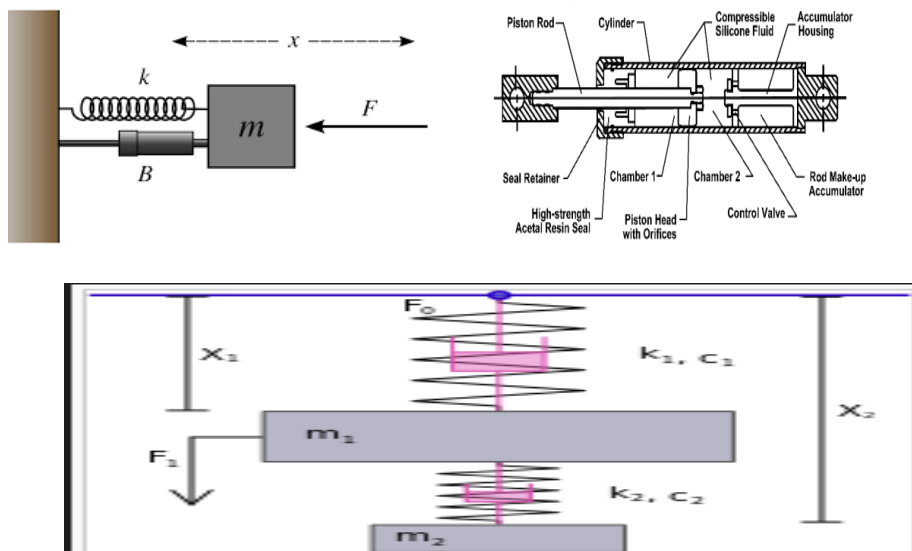 x
k
m
F
B
Piston Rod
Cylinder
Compressible
Silicone Fluid
Accumulator
Housing
Seal Retainer
Chamber 1
Chamber 2
Rod Make-up
Accumulator
High-strength
Acetal Resin Seal
Piston Head
with Orifices
Control Valve
F₀
X₁
k₁, c₁
X₂
m₁
F₁
k₂, c₂
m₂